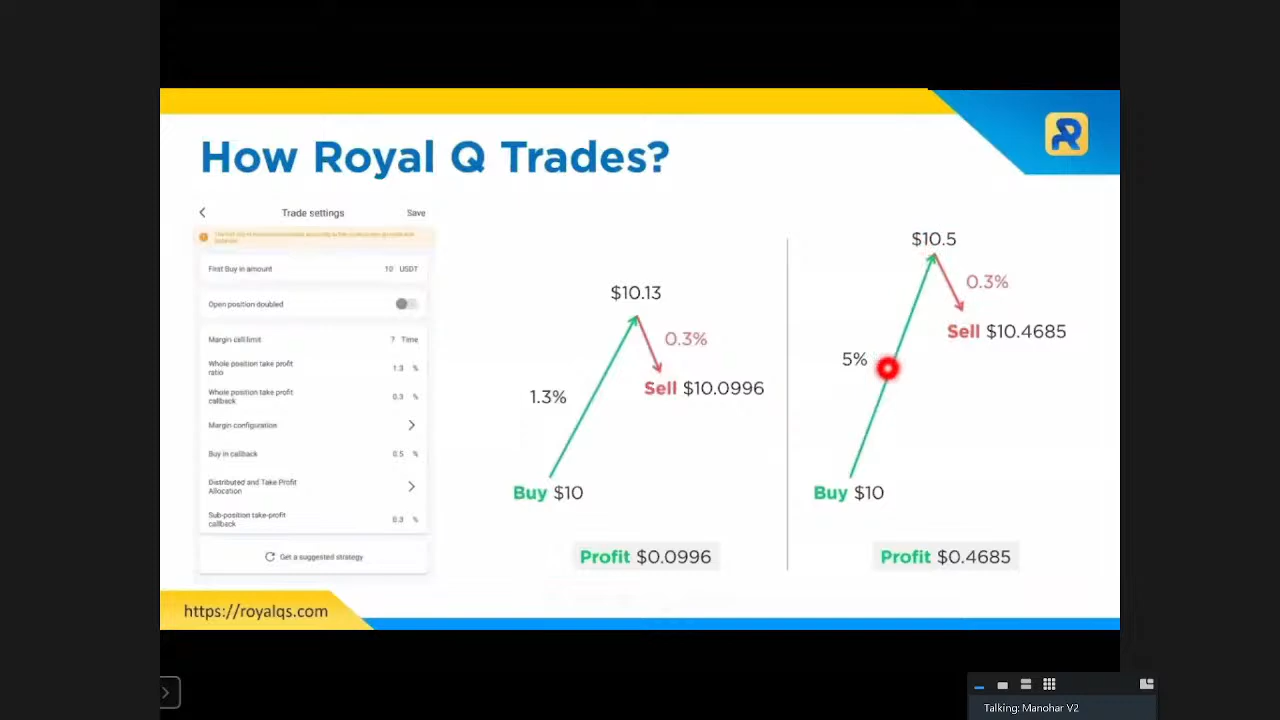 How Royal Q Trades?
Trade settings
Save
First Buy in amount
10 USDT
Open position doubled
Margin call limit
7 Time
Whole position take profit
ratio
1.3 %
Whole position take profit
callback
0.3 %
Margin configuration
Buy in callback
0.5 %
Distributed and Take Profit
Allocation
Sub-position take-profit
callback
0.3 %
Get a suggested strategy
$10.13
0.3%
Sell $10.0996
1.3%
Buy $10
Profit $0.0996
$10.5
0.3%
Sell $10.4685
5%
Buy $10
Profit $0.4685
https://royalqs.com
Talking: Manohar V2